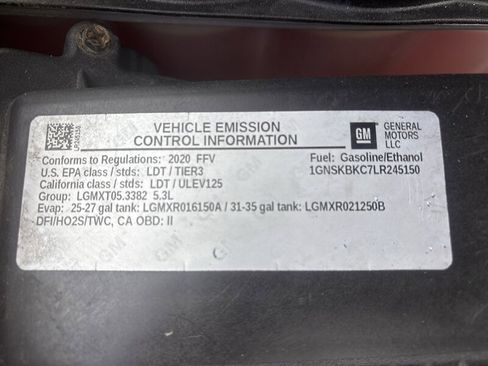 VEHICLE EMISSION
CONTROL INFORMATION
GM
GENERAL
MOTORS
LLC
Conforms to Regulations: 2020 FFV
Fuel: Gasoline/Ethanol
U.S. EPA class / stds: LDT / TIER3
1GNSKBKC7LR245150
California class / stds: LDT / ULEV125
Group: LGMXT05.3382 5.3L
Evap: 25-27 gal tank: LGMXR016150A / 31-35 gal tank: LGMXR021250B
DFI/HO2S/TWC, CA OBD: II